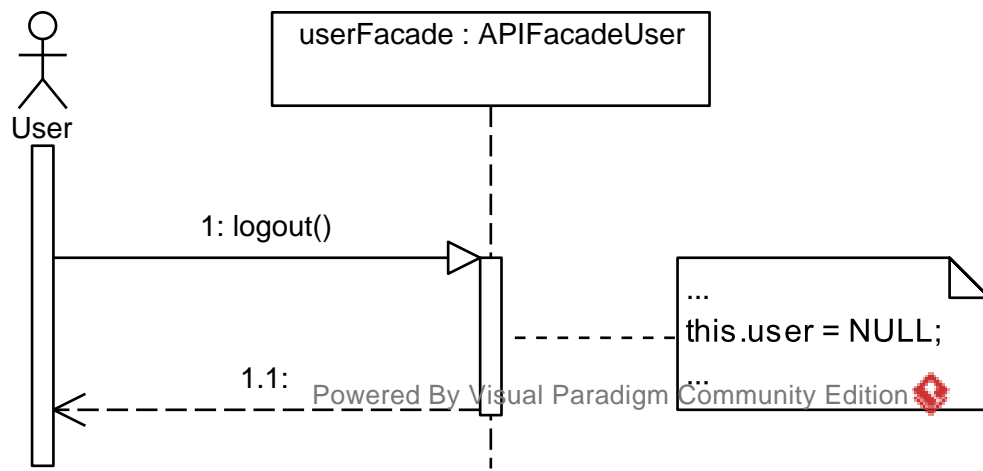 userFacade : APIFacadeUser
User
1: logout()
...
this.user = NULL;
...
1.1:
Powered By Visual Paradigm Community Edition